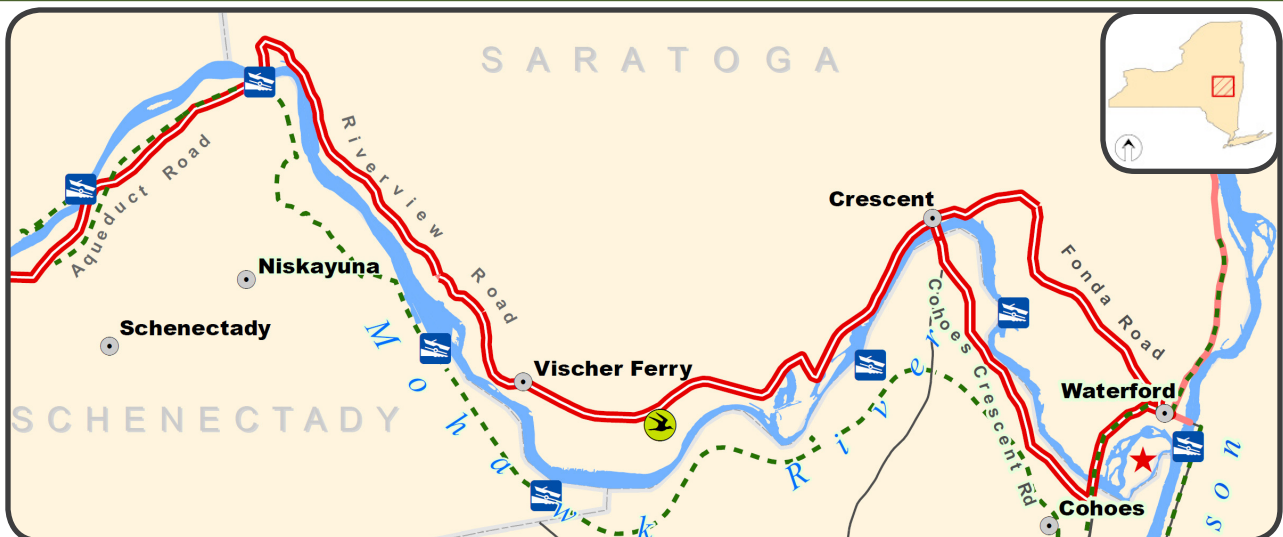 SARATOGA
Riverview Road
Aqueduct Road
Crescent
Niskayuna
Fonda Road
Cohoes Crescent Rd
Schenectady
Mohawk River
Vischer Ferry
Waterford
SCHENECTADY
son
Cohoes